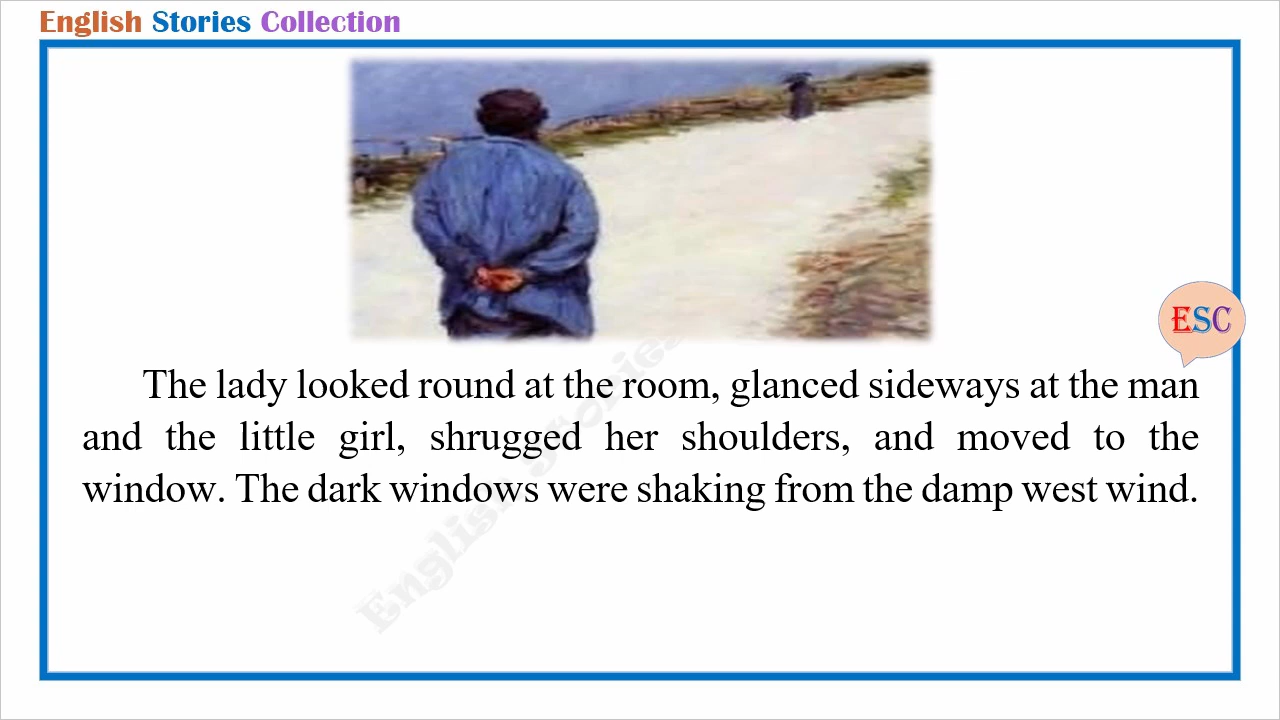 English Stories Collection
ESC
The lady looked round at the room, glanced sideways at the man
and the little girl, shrugged her shoulders, and moved to the
window. The dark windows were shaking from the damp west wind.
English Stories